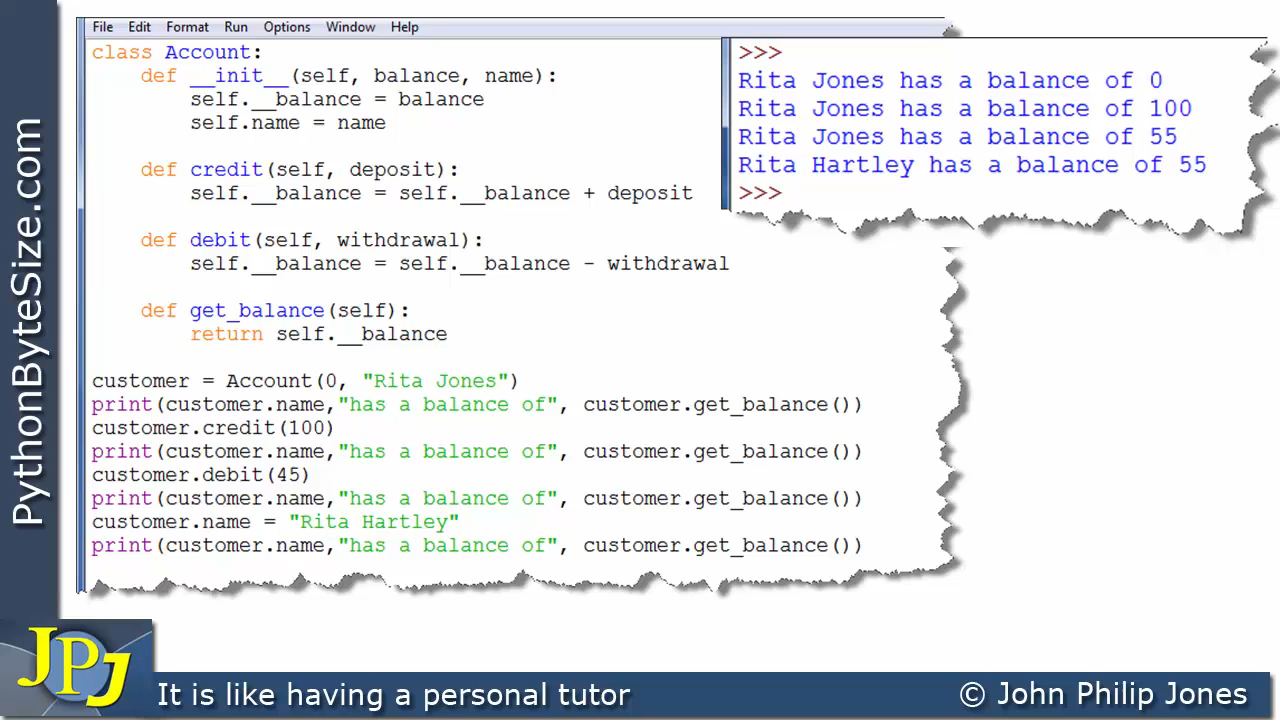 PythonByteSize.com
File Edit Format Run Options Window Help
class Account:
    def __init__(self, balance, name):
        self.__balance = balance
        self.name = name
    def credit(self, deposit):
        self.__balance = self.__balance + deposit
    def debit(self, withdrawal):
        self.__balance = self.__balance - withdrawal
    def get_balance(self):
        return self.__balance
customer = Account(0, "Rita Jones")
print(customer.name,"has a balance of", customer.get_balance())
customer.credit(100)
print(customer.name,"has a balance of", customer.get_balance())
customer.debit(45)
print(customer.name,"has a balance of", customer.get_balance())
customer.name = "Rita Hartley"
print(customer.name,"has a balance of", customer.get_balance())
>>>
Rita Jones has a balance of 0
Rita Jones has a balance of 100
Rita Jones has a balance of 55
Rita Hartley has a balance of 55
>>>
JPJ
It is like having a personal tutor
© John Philip Jones